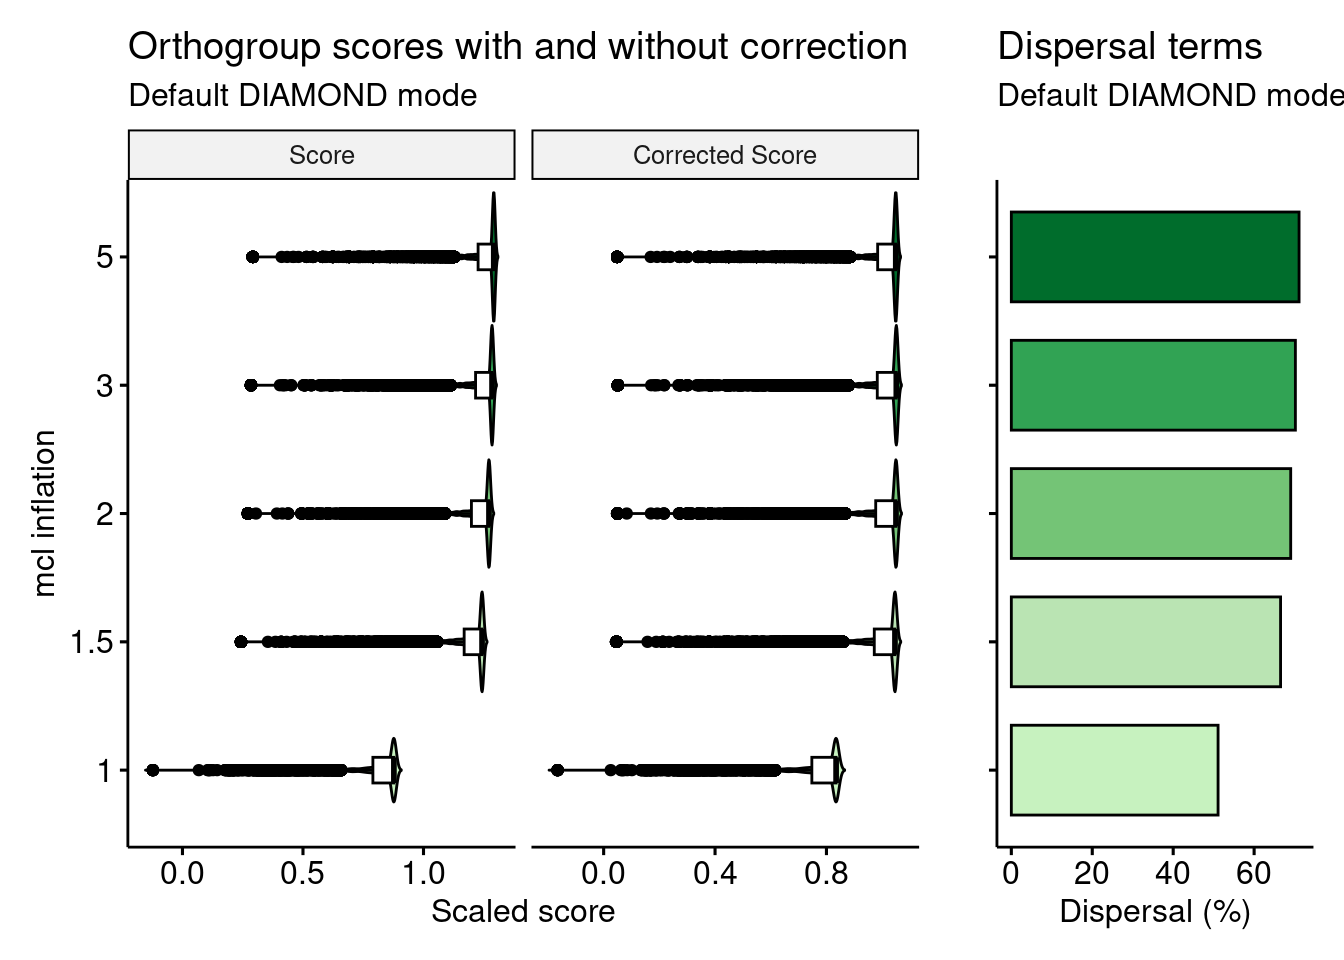 Orthogroup scores with and without correction
Default DIAMOND mode
Score
Corrected Score
5
3
2
1.5
1
mcl inflation
0.0 0.5 1.0
0.0 0.4 0.8
Scaled score
Dispersal terms
Default DIAMOND mode
0 20 40 60
Dispersal (%)